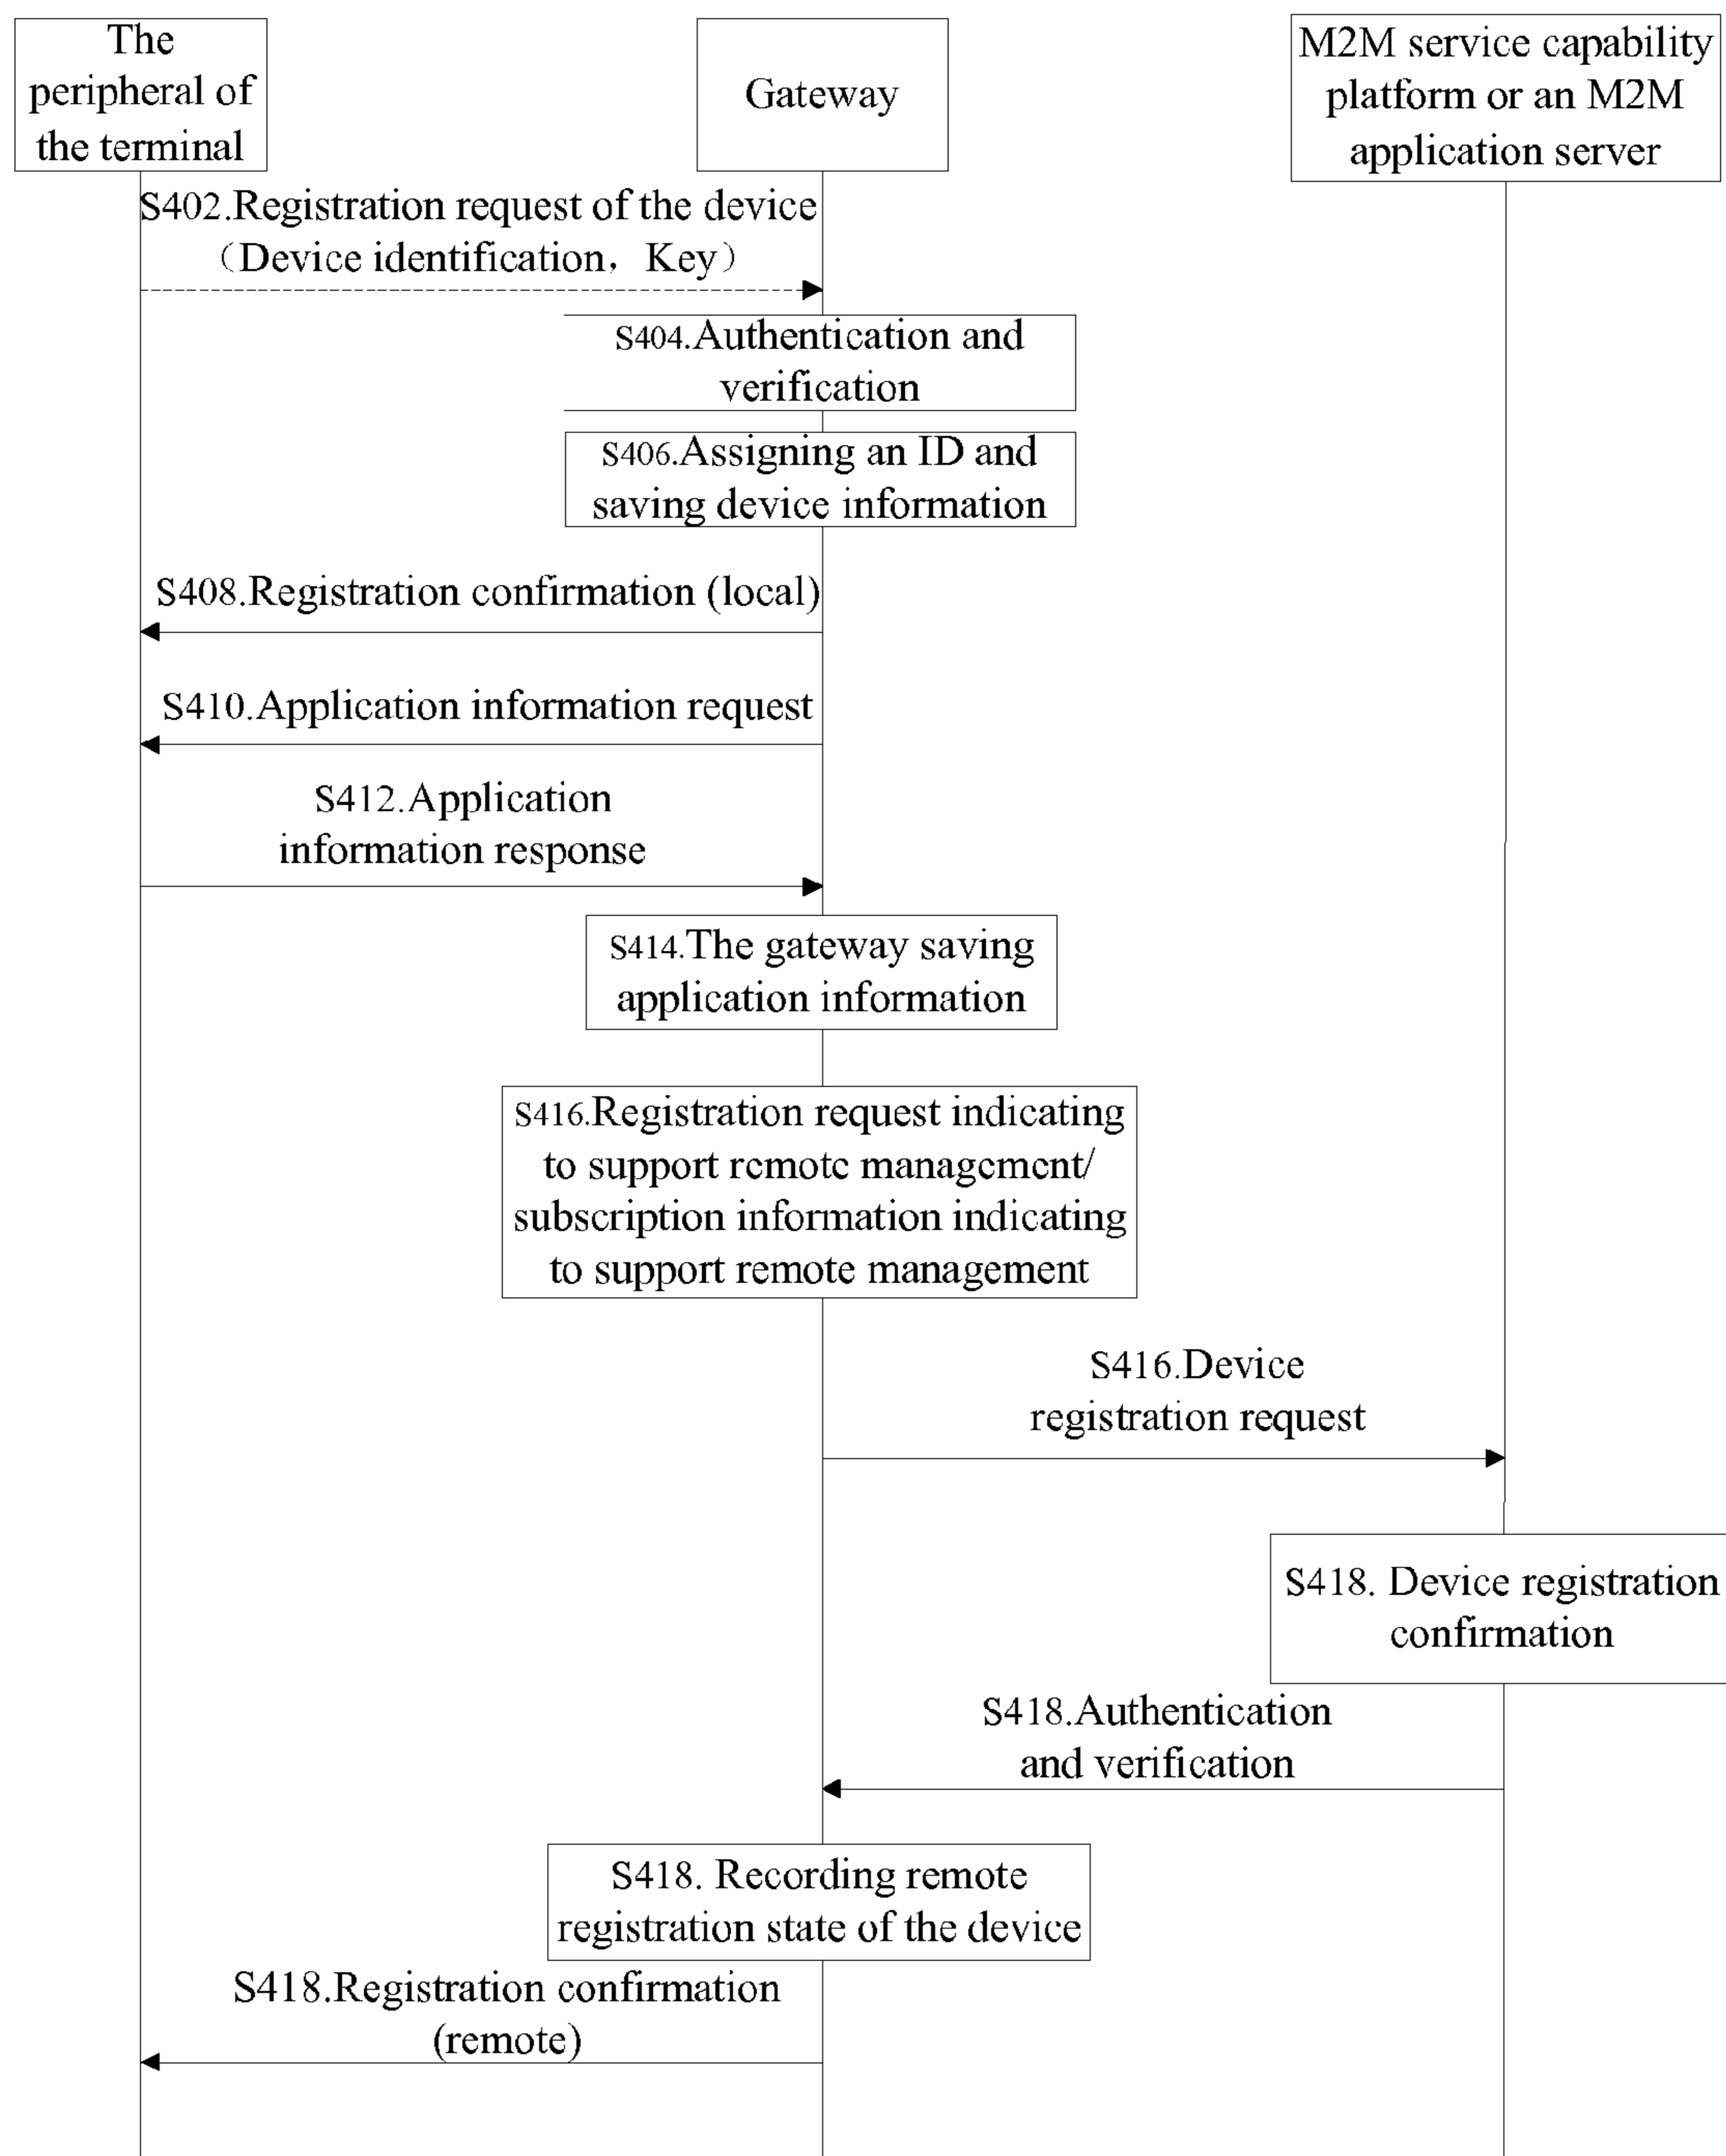 The
peripheral of
the terminal
Gateway
M2M service capability
platform or an M2M
application server
S402.Registration request of the device
（Device identification，Key）
S404.Authentication and
verification
S406.Assigning an ID and
saving device information
S408.Registration confirmation (local)
S410.Application information request
S412.Application
information response
S414.The gateway saving
application information
S416.Registration request indicating
to support remote management/
subscription information indicating
to support remote management
S416.Device
registration request
S418. Device registration
confirmation
S418.Authentication
and verification
S418. Recording remote
registration state of the device
S418.Registration confirmation
(remote)